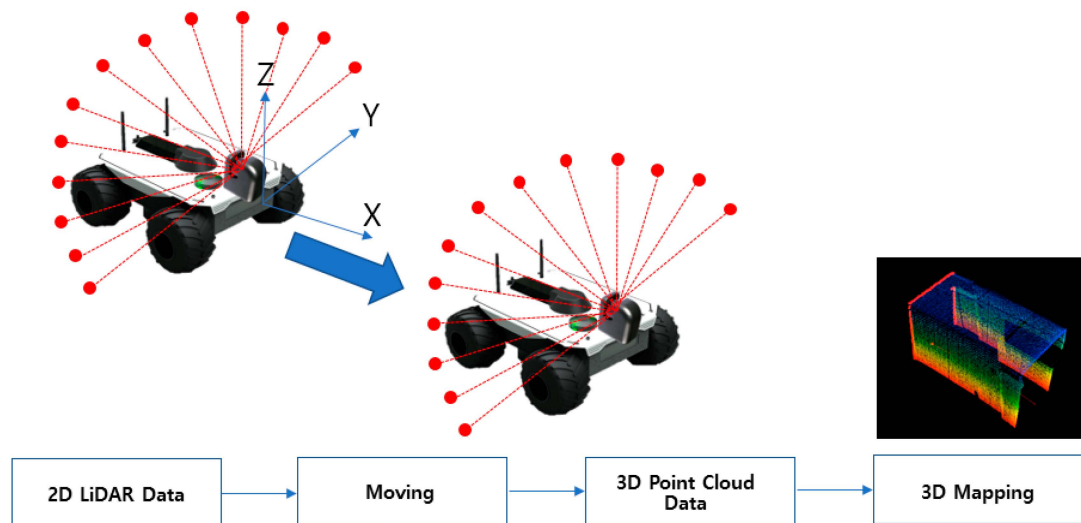 Z
Y
X
2D LiDAR Data
Moving
3D Point Cloud
Data
3D Mapping